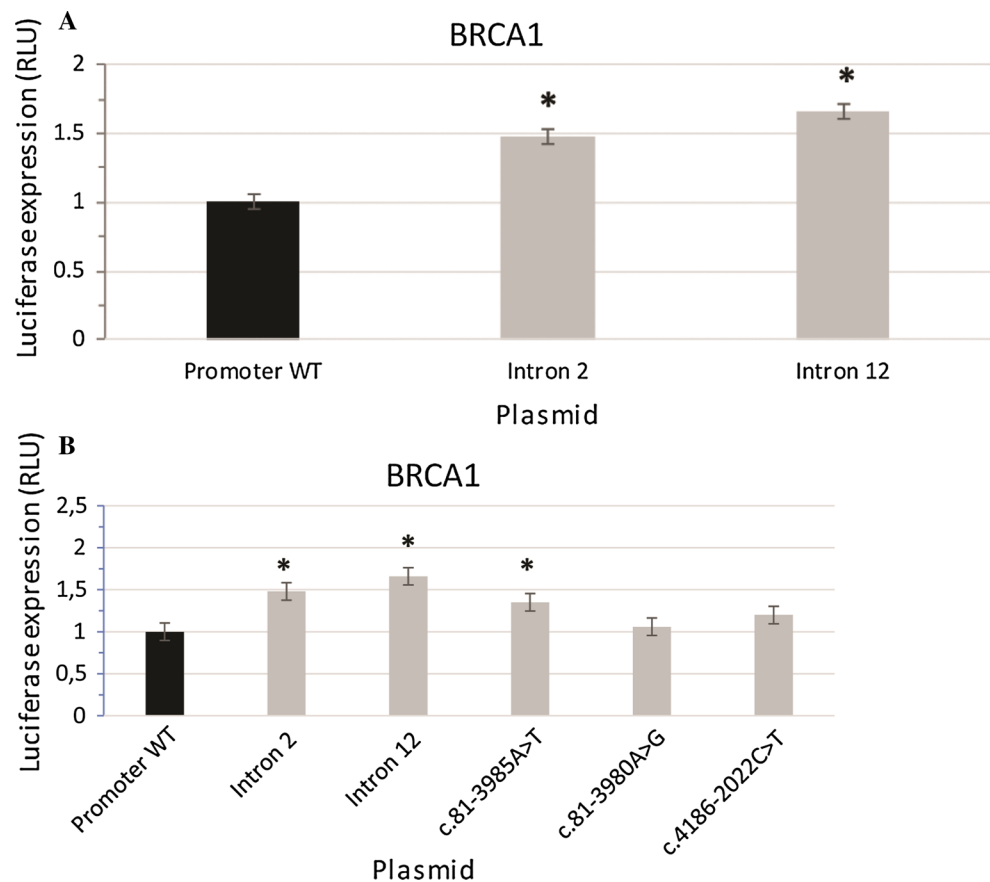 A
BRCA1
Luciferase expression (RLU)
2
1.5
1
0.5
0
*
*
Promoter WT
Intron 2
Intron 12
Plasmid
B
BRCA1
Luciferase expression (RLU)
2,5
2
1,5
1
0,5
0
*
*
*
Promoter WT
Intron 2
Intron 12
c.81-3985A>T
c.81-3980A>G
c.4186-2022C>T
Plasmid